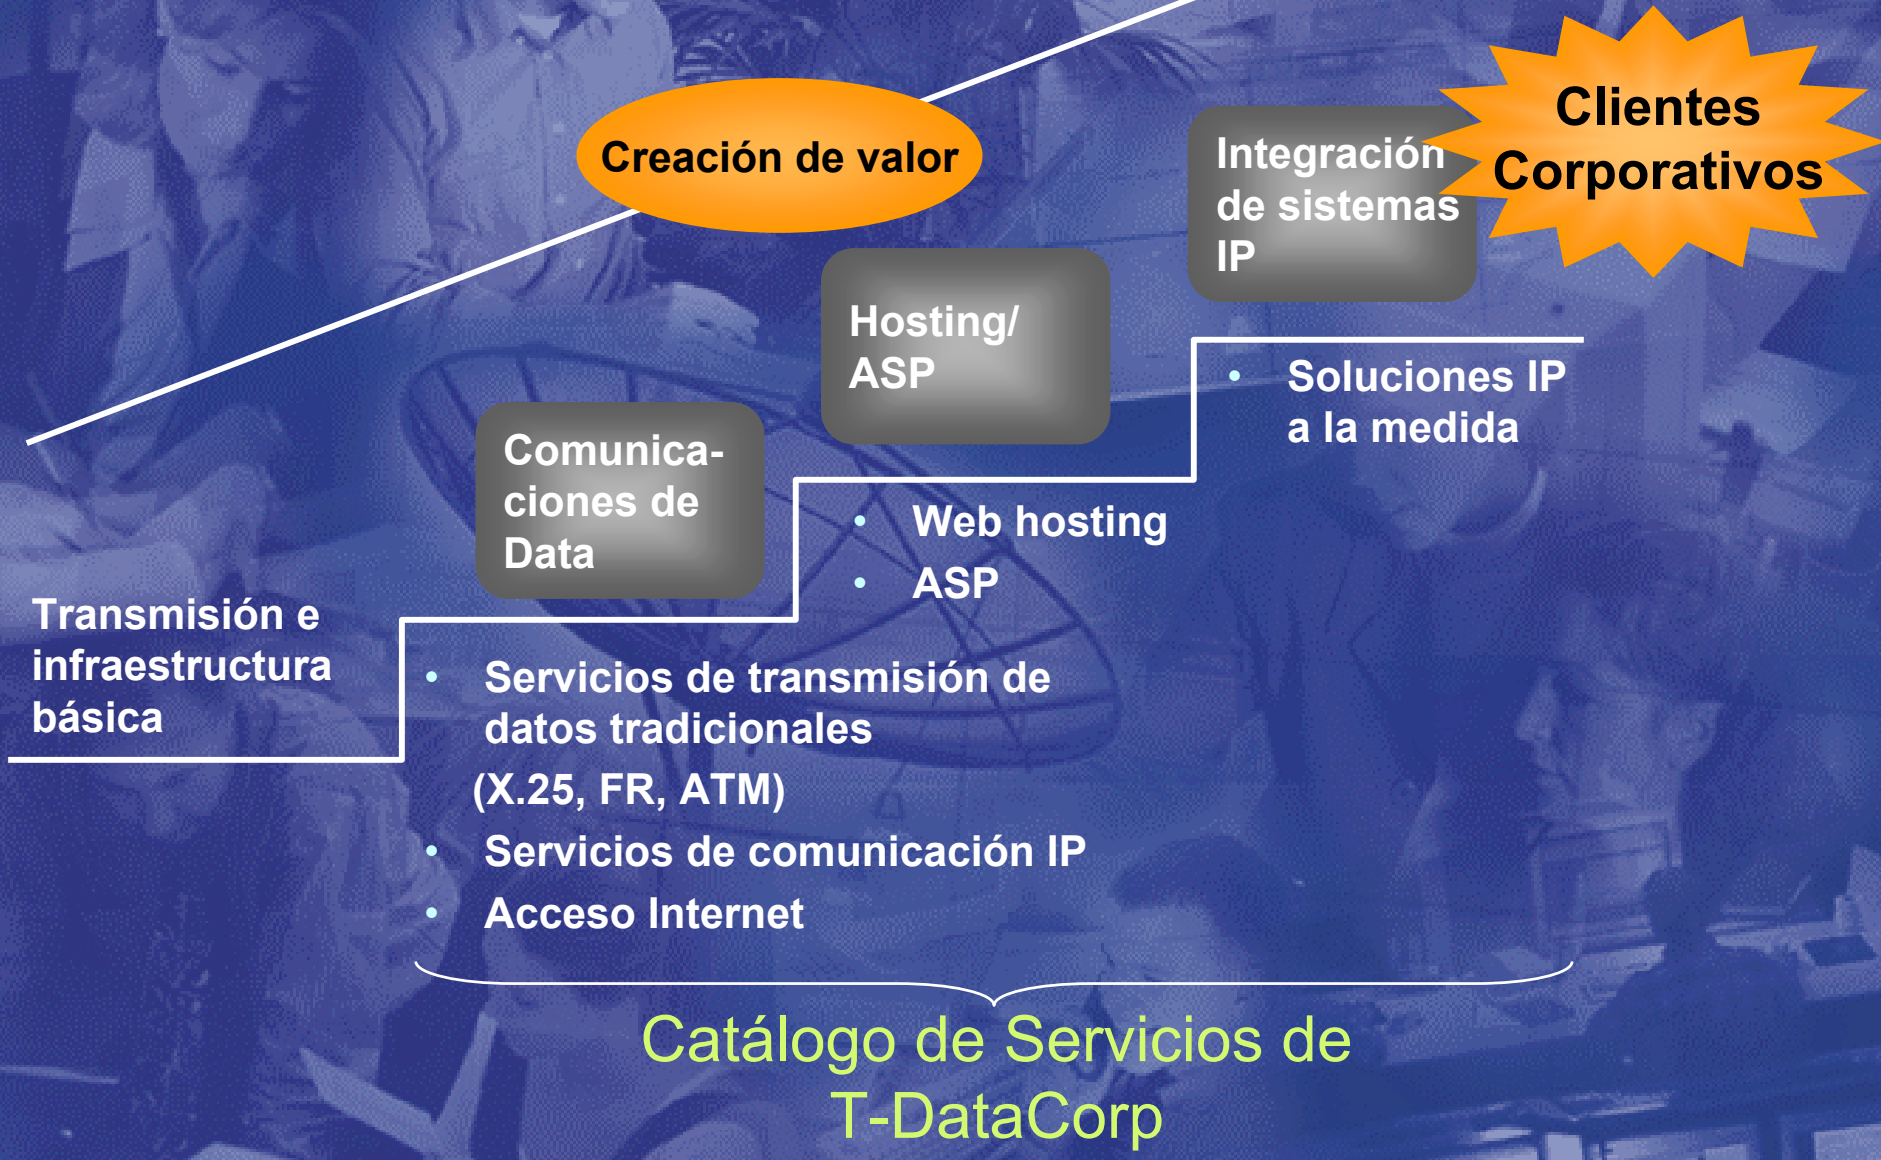 Creación de valor
Clientes
Corporativos
Integración
de sistemas
IP
Hosting/
ASP
• Soluciones IP
a la medida
Comunica-
ciones de
Data
• Web hosting
• ASP
Transmisión e
infraestructura
básica
• Servicios de transmisión de
datos tradicionales
(X.25, FR, ATM)
• Servicios de comunicación IP
• Acceso Internet
Catálogo de Servicios de
T-DataCorp